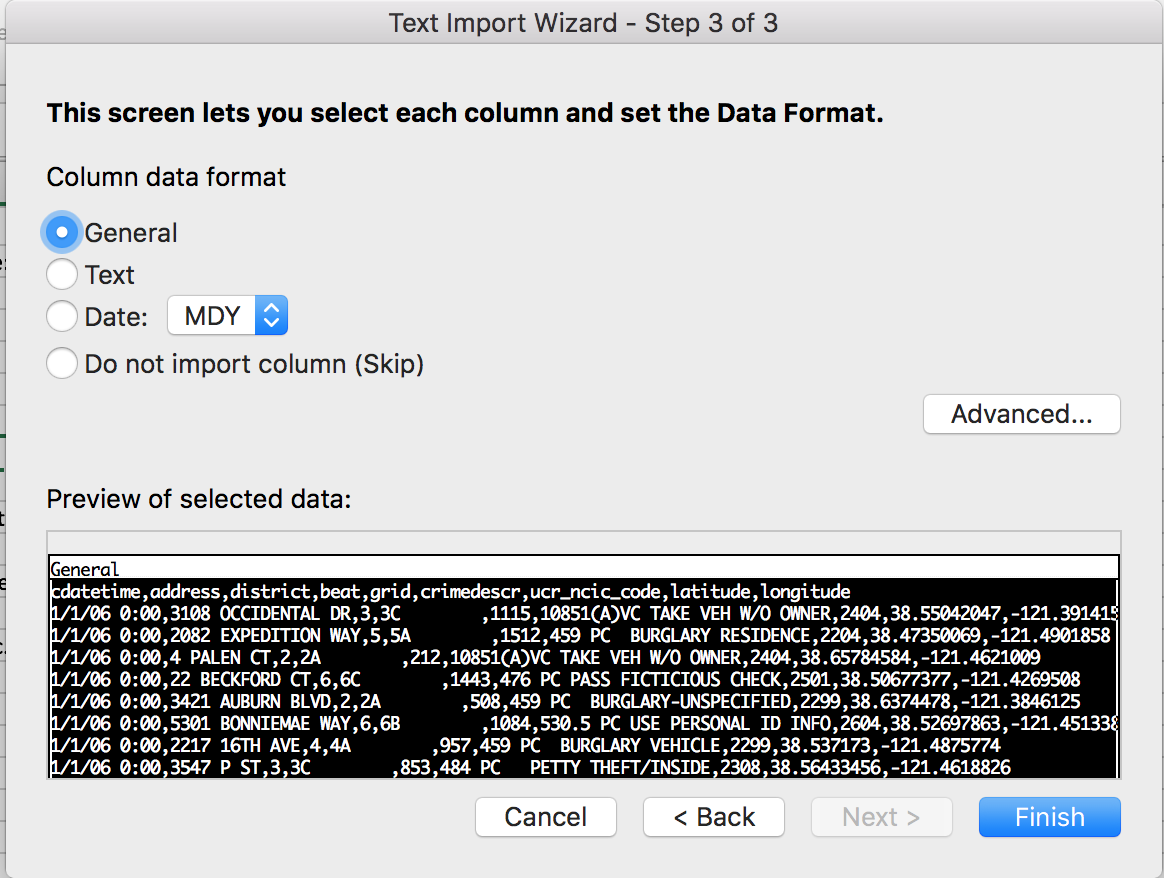 Text Import Wizard - Step 3 of 3
This screen lets you select each column and set the Data Format.
Column data format
General
Text
Date: MDY
Do not import column (Skip)
Advanced...
Preview of selected data:
General
cdatetime,address,district,beat,grid,crimedescr,ucr_ncic_code,latitude,longitude
1/1/06 0:00,3108 OCCIDENTAL DR,3,3C        ,1115,10851(A)VC TAKE VEH W/O OWNER,2404,38.55042047,-121.391415
1/1/06 0:00,2082 EXPEDITION WAY,5,5A        ,1512,459 PC  BURGLARY RESIDENCE,2204,38.47350069,-121.4901858
1/1/06 0:00,4 PALEN CT,2,2A        ,212,10851(A)VC TAKE VEH W/O OWNER,2404,38.65784584,-121.4621009
1/1/06 0:00,22 BECKFORD CT,6,6C        ,1443,476 PC PASS FICTICIOUS CHECK,2501,38.50677377,-121.4269508
1/1/06 0:00,3421 AUBURN BLVD,2,2A        ,508,459 PC  BURGLARY-UNSPECIFIED,2299,38.6374478,-121.3846125
1/1/06 0:00,5301 BONNIEMAE WAY,6,6B        ,1084,530.5 PC USE PERSONAL ID INFO,2604,38.52697863,-121.451338
1/1/06 0:00,2217 16TH AVE,4,4A        ,957,459 PC  BURGLARY VEHICLE,2299,38.537173,-121.4875774
1/1/06 0:00,3547 P ST,3,3C        ,853,484 PC   PETTY THEFT/INSIDE,2308,38.56433456,-121.4618826
Cancel < Back Next > Finish